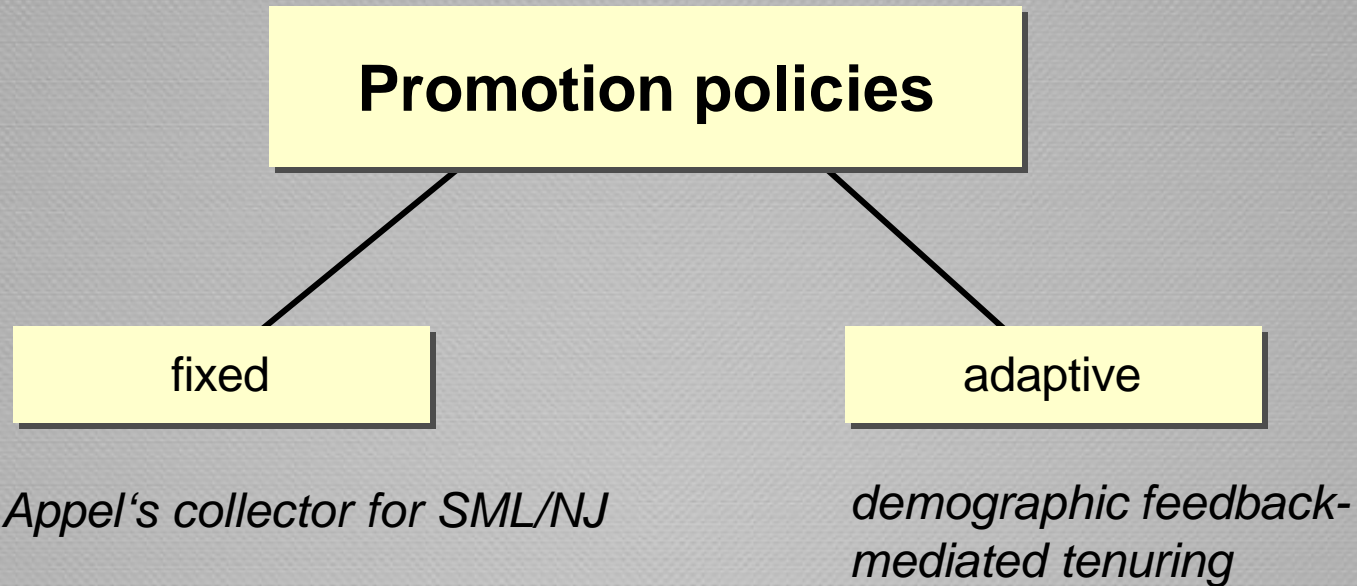 Promotion policies
fixed
adaptive
Appel‘s collector for SML/NJ
demographic feedback-
mediated tenuring